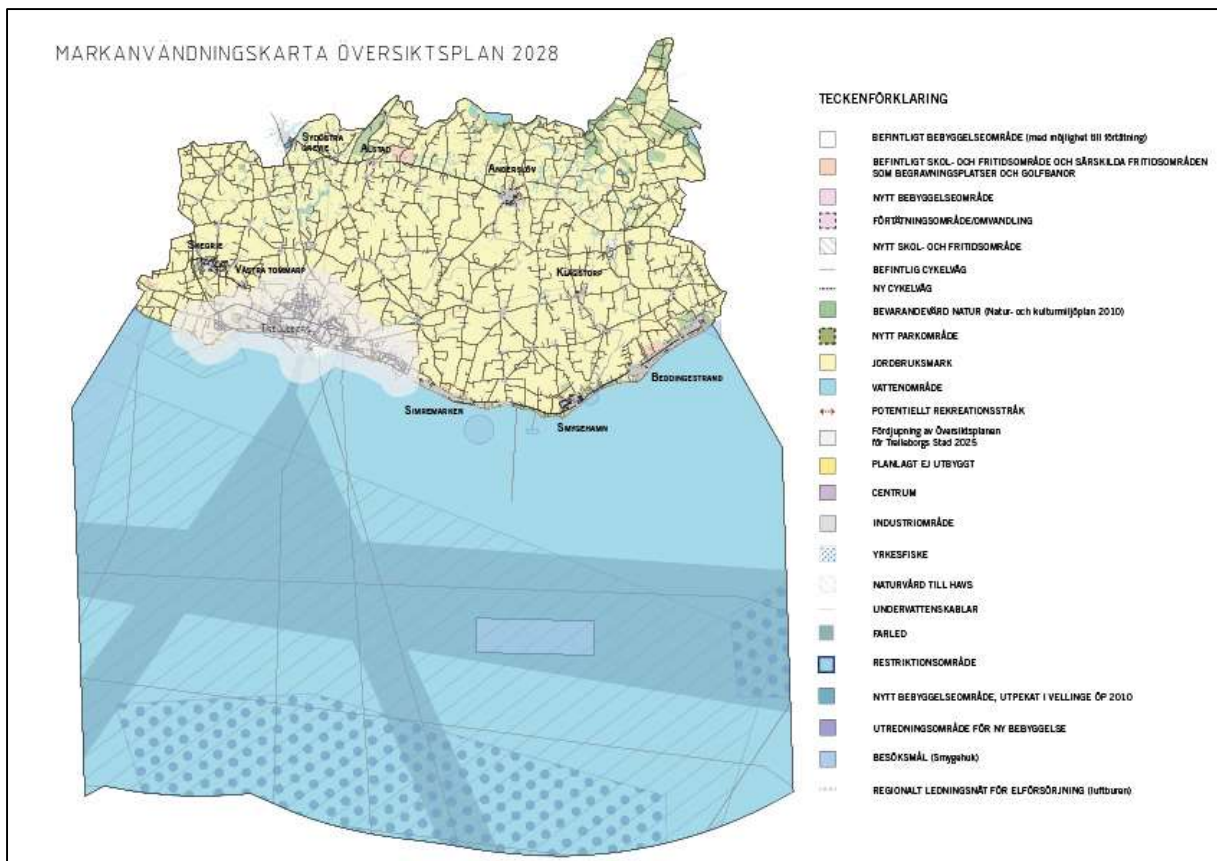 MARKANVÄNDNINGSKARTA ÖVERSIKTSPLAN 2028
SYDÖSTRA
GREVIE
ALSTAD
ANDERSLÖV
SKEGRIE
VÄSTRA TOMMARP
KLAGSTORP
TRELLEBORG
BEDDINGESTRAND
SIMREMARKEN
SMYGEHAMN
TECKENFÖRKLARING
BEFINTLIGT BEBYGGELSEOMRÅDE (med möjlighet till förtätning)
BEFINTLIGT SKOL- OCH FRITIDSOMRÅDE OCH SÄRSKILDA FRITIDSOMRÅDEN
SOM BEGRAVNINGSPLATSER OCH GOLFBANOR
NYTT BEBYGGELSEOMRÅDE
FÖRTÄTNINGSOMRÅDE/OMVANDLING
NYTT SKOL- OCH FRITIDSOMRÅDE
BEFINTLIG CYKELVÄG
NY CYKELVÄG
BEVARANDEVÄRD NATUR (Natur- och kulturmiljöplan 2010)
NYTT PARKOMRÅDE
JORDBRUKSMARK
VATTENOMRÅDE
POTENTIELLT REKREATIONSSTRÅK
Fördjupning av Översiktsplanen
för Trelleborgs Stad 2025
PLANLAGT EJ UTBYGGT
CENTRUM
INDUSTRIOMRÅDE
YRKESFISKE
NATURVÅRD TILL HAVS
UNDERVATTENSKABLAR
FARLED
RESTRIKTIONSOMRÅDE
NYTT BEBYGGELSEOMRÅDE, UTPEKAT I VELLINGE ÖP 2010
UTREDNINGSOMRÅDE FÖR NY BEBYGGELSE
BESÖKSMÅL (Smygehuk)
REGIONALT LEDNINGSNÄT FÖR ELFÖRSÖRJNING (luftburen)